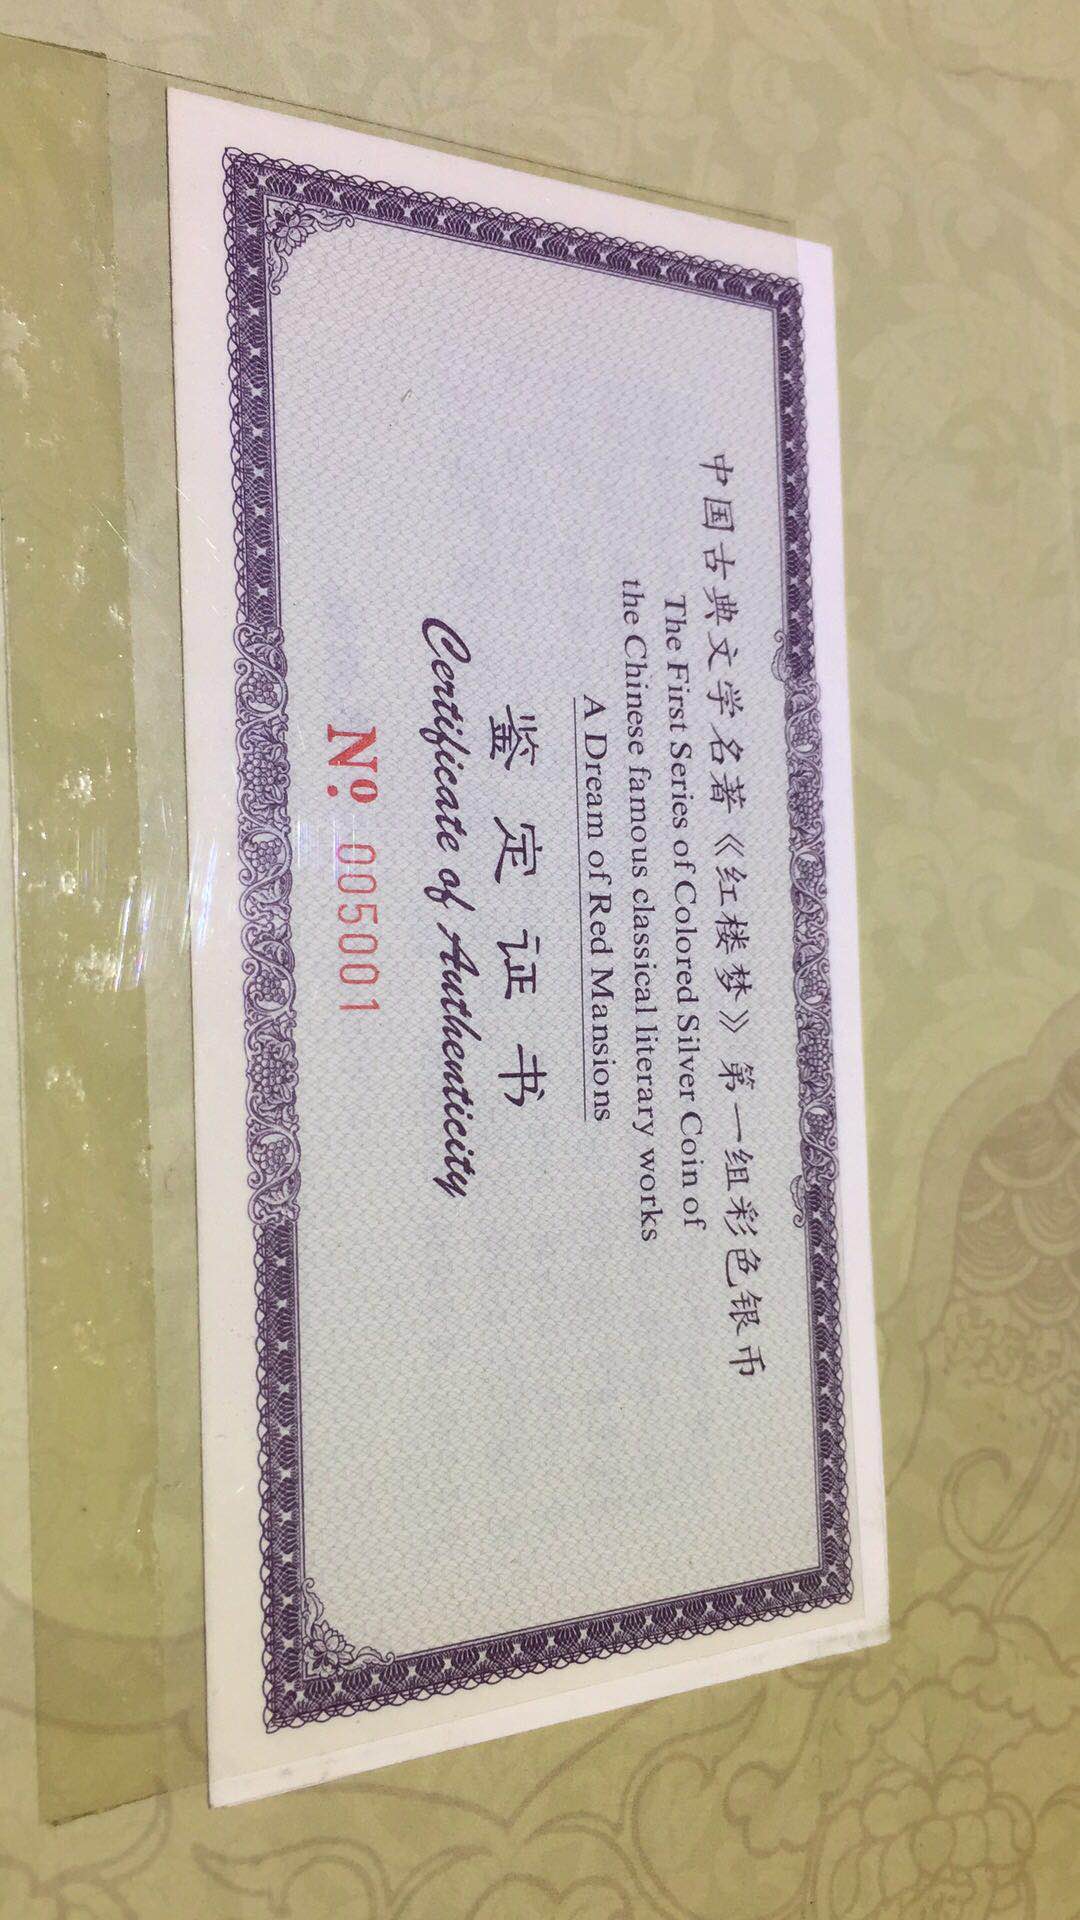 中国古典文学名著《红楼梦》第一组彩色银币
The First Series of Colored Silver Coin of
the Chinese famous classical literary works
A Dream of Red Mansions
鉴定证书
Certificate of Authenticity
Nº 005001